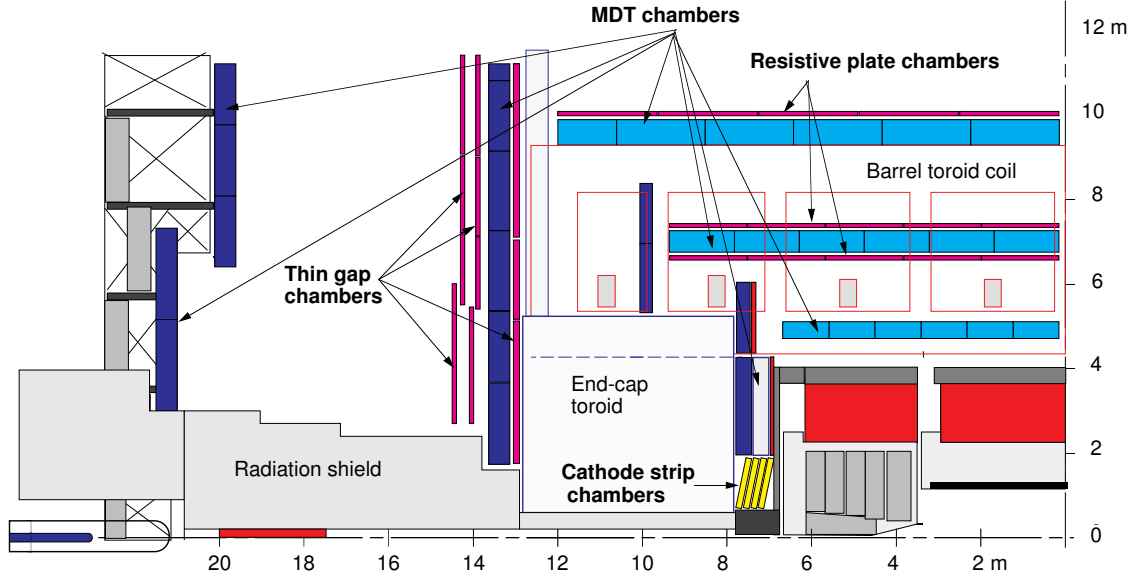 MDT chambers
12 m
Resistive plate chambers
10
Barrel toroid coil
8
Thin gap
chambers
6
End-cap
toroid
4
Radiation shield
Cathode strip
chambers
2
0
20
18
16
14
12
10
8
6
4
2 m